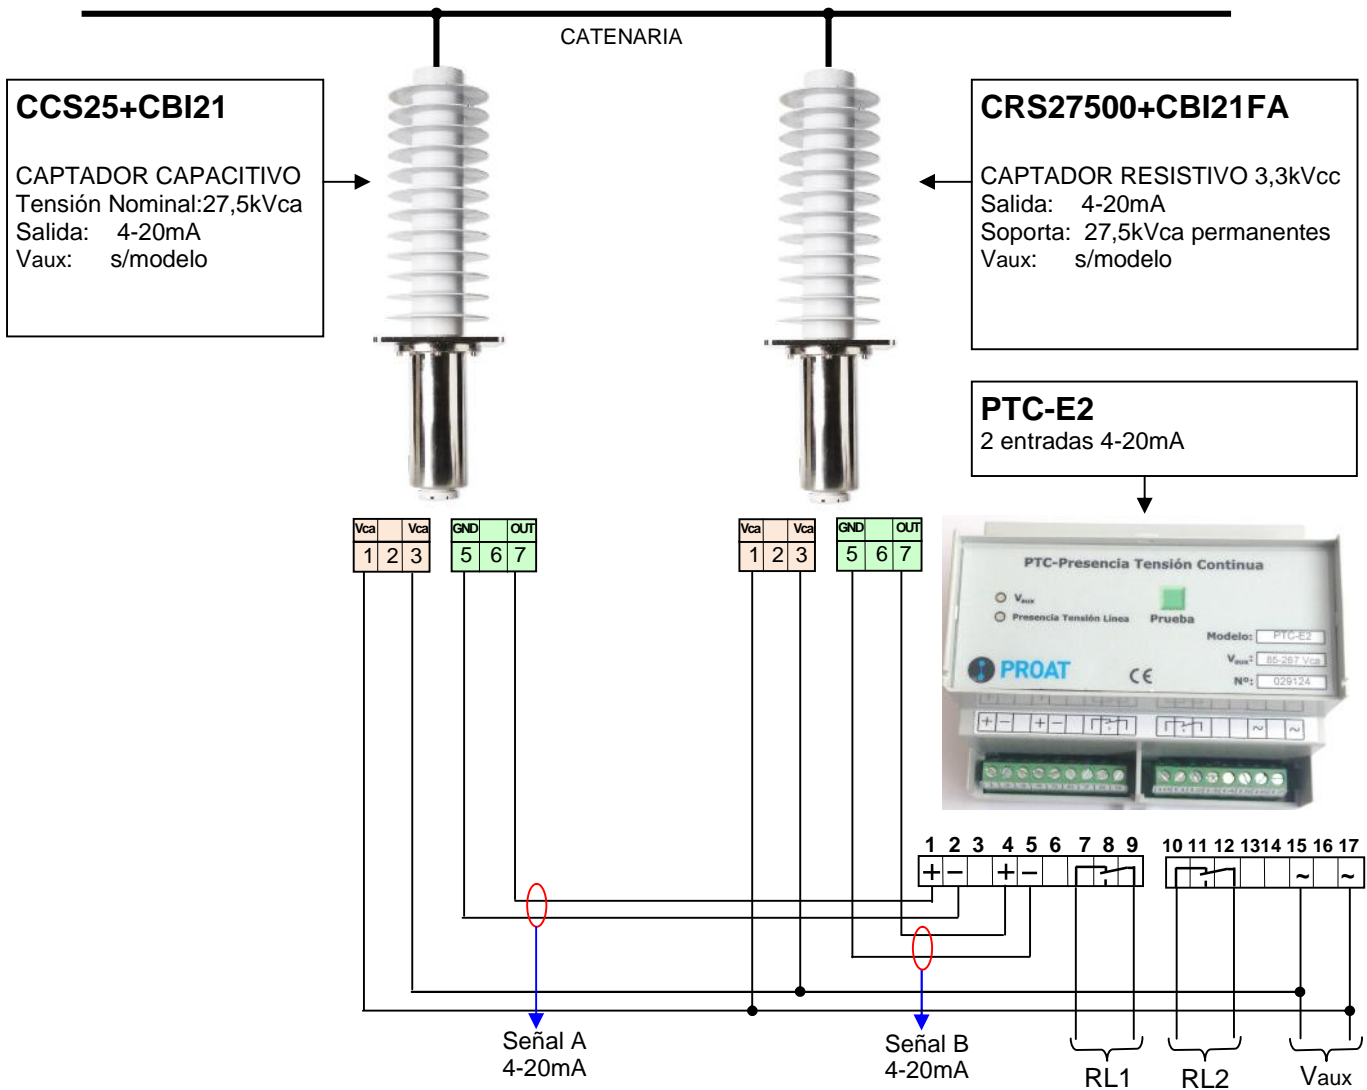 CATENARIA
CCS25+CBI21
CAPTADOR CAPACITIVO
Tensión Nominal:27,5kVca
Salida: 4-20mA
Vaux: s/modelo
CRS27500+CBI21FA
CAPTADOR RESISTIVO 3,3kVcc
Salida: 4-20mA
Soporta: 27,5kVca permanentes
Vaux: s/modelo
PTC-E2
2 entradas 4-20mA
Vca Vca GND OUT
1 2 3 5 6 7
Vca Vca GND OUT
1 2 3 5 6 7
PTC-Presencia Tensión Continua
Vaux
Presencia Tensión Línea
Prueba
Modelo: PTC-E2
Vaux: 85-267 Vca
Nº: 029124
PROAT
CE
+ - + - ~ ~
1 2 3 4 5 6 7 8 9 10 11 12 13 14 15 16 17
+ − + − ~ ~
Señal A
4-20mA
Señal B
4-20mA
RL1
RL2
Vaux